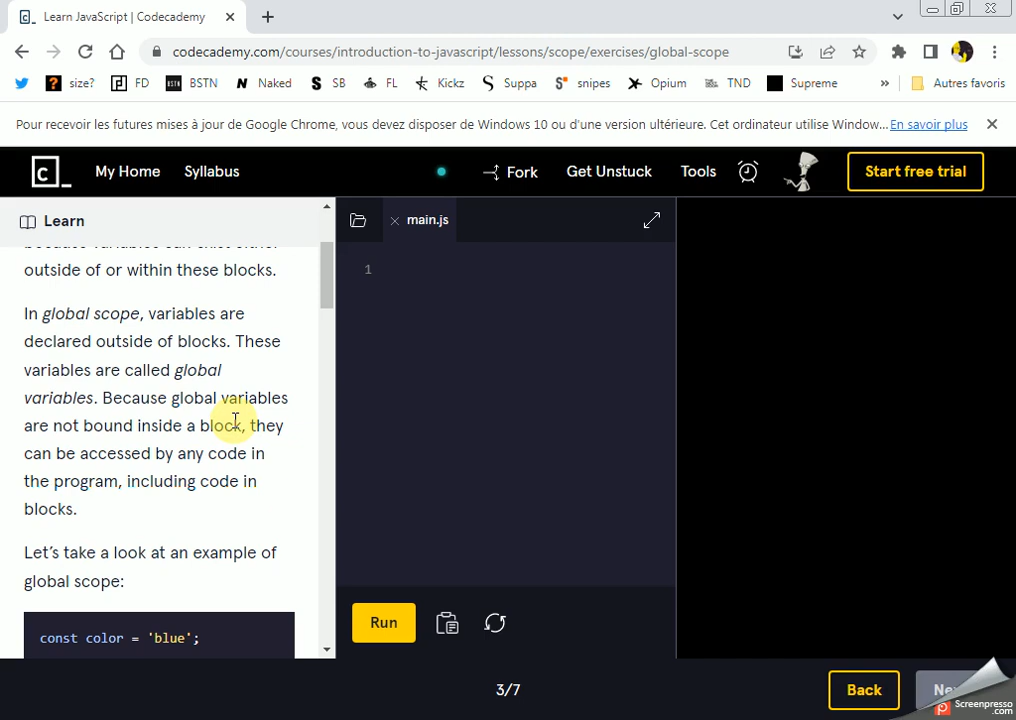 Learn JavaScript | Codecademy
codecademy.com/courses/introduction-to-javascript/lessons/scope/exercises/global-scope
size? FD BSTN Naked SB FL Kickz Suppa snipes Opium TND Supreme » Autres favoris
Pour recevoir les futures mises à jour de Google Chrome, vous devez disposer de Windows 10 ou d'une version ultérieure. Cet ordinateur utilise Window... En savoir plus
My Home Syllabus Fork Get Unstuck Tools Start free trial
Learn
main.js
1
because variables can exist either
outside of or within these blocks.
In global scope, variables are
declared outside of blocks. These
variables are called global
variables. Because global variables
are not bound inside a block, they
can be accessed by any code in
the program, including code in
blocks.
Let's take a look at an example of
global scope:
const color = 'blue';
Run
3/7
Back
Screenpresso
.com